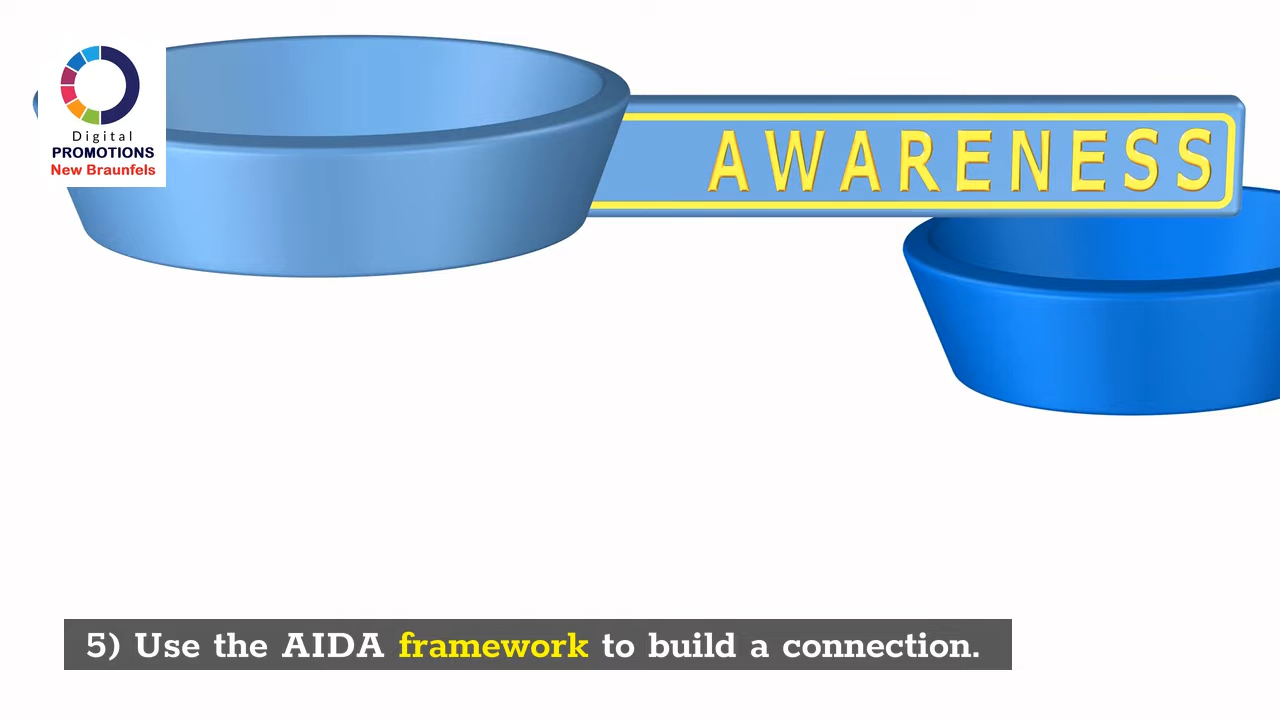 Digital
PROMOTIONS
New Braunfels
AWARENESS
5) Use the AIDA framework to build a connection.